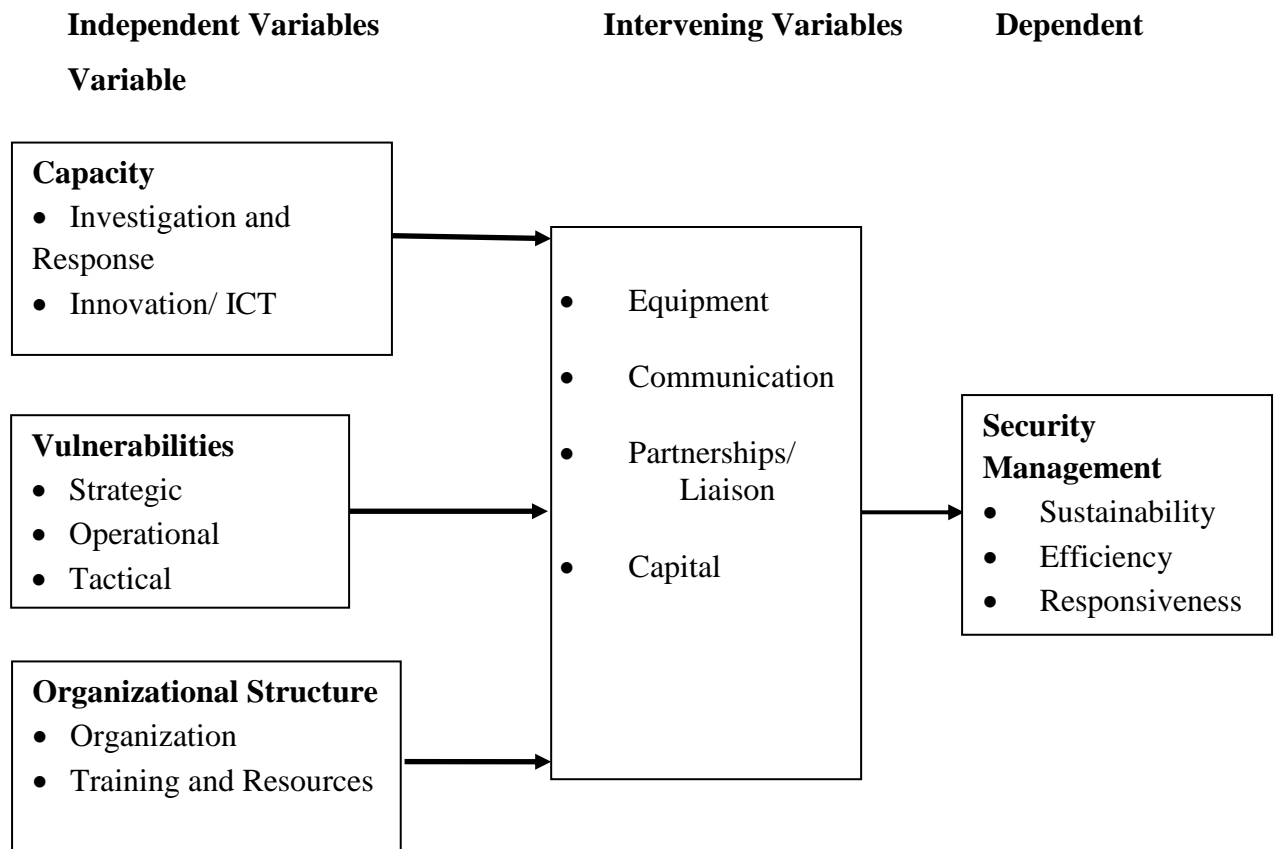 Independent Variables Intervening Variables Dependent
Variable
Capacity
• Investigation and
Response
• Innovation/ ICT
Vulnerabilities
• Strategic
• Operational
• Tactical
Organizational Structure
• Organization
• Training and Resources
• Equipment
• Communication
• Partnerships/
Liaison
• Capital
Security
Management
• Sustainability
• Efficiency
• Responsiveness